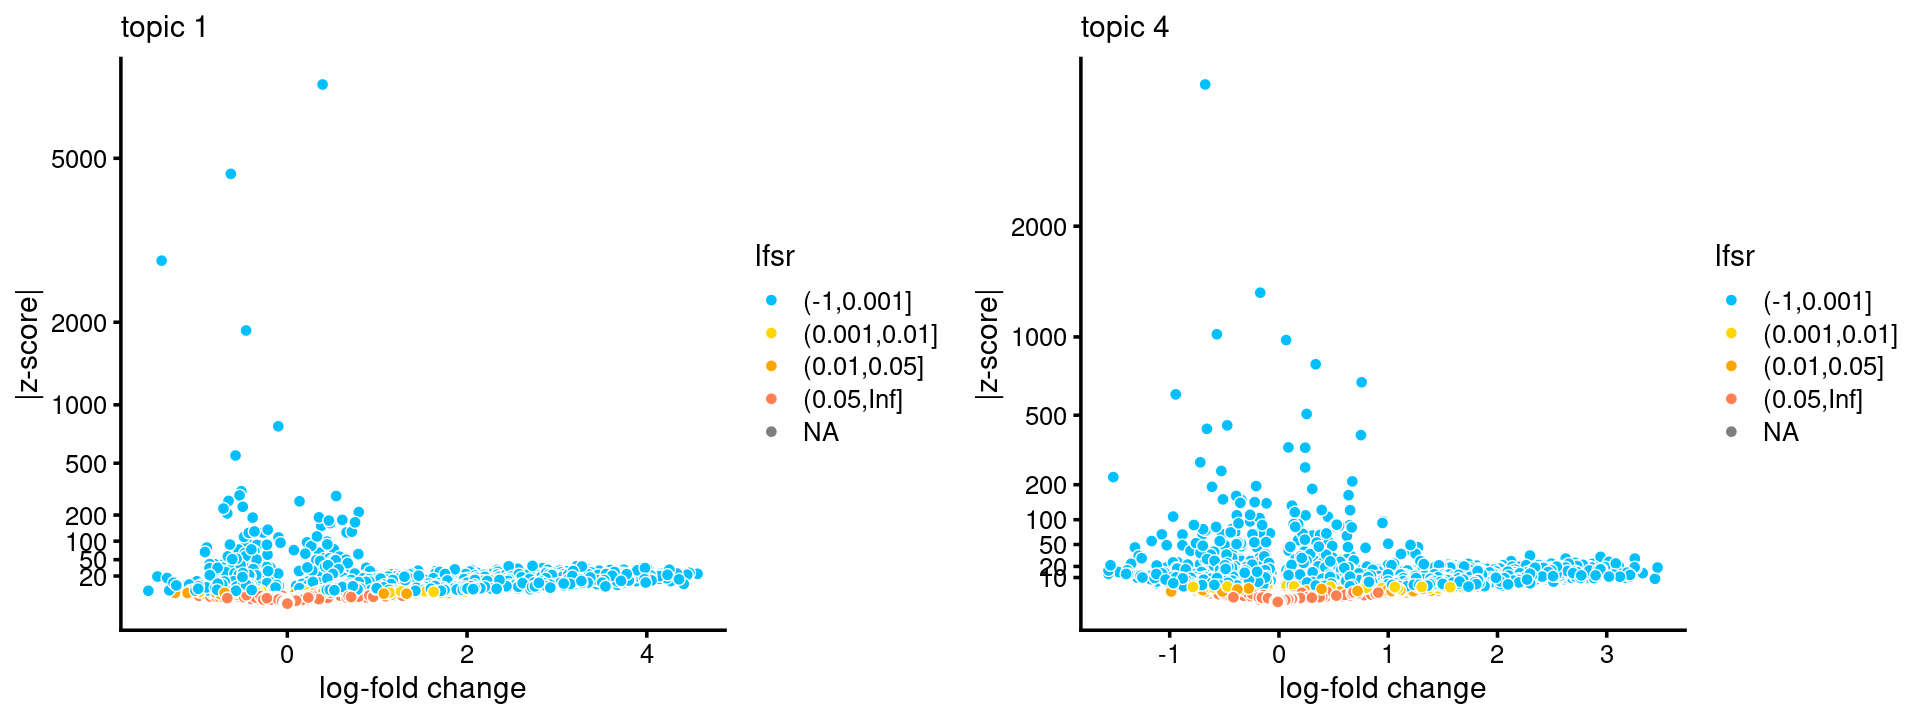 topic 1
|z-score|
5000
2000
1000
500
200
100
50
20
0
2
4
log-fold change
lfsr
(-1,0.001]
(0.001,0.01]
(0.01,0.05]
(0.05,Inf]
NA
topic 4
|z-score|
2000
1000
500
200
100
50
20
10
-1
0
1
2
3
log-fold change
lfsr
(-1,0.001]
(0.001,0.01]
(0.01,0.05]
(0.05,Inf]
NA